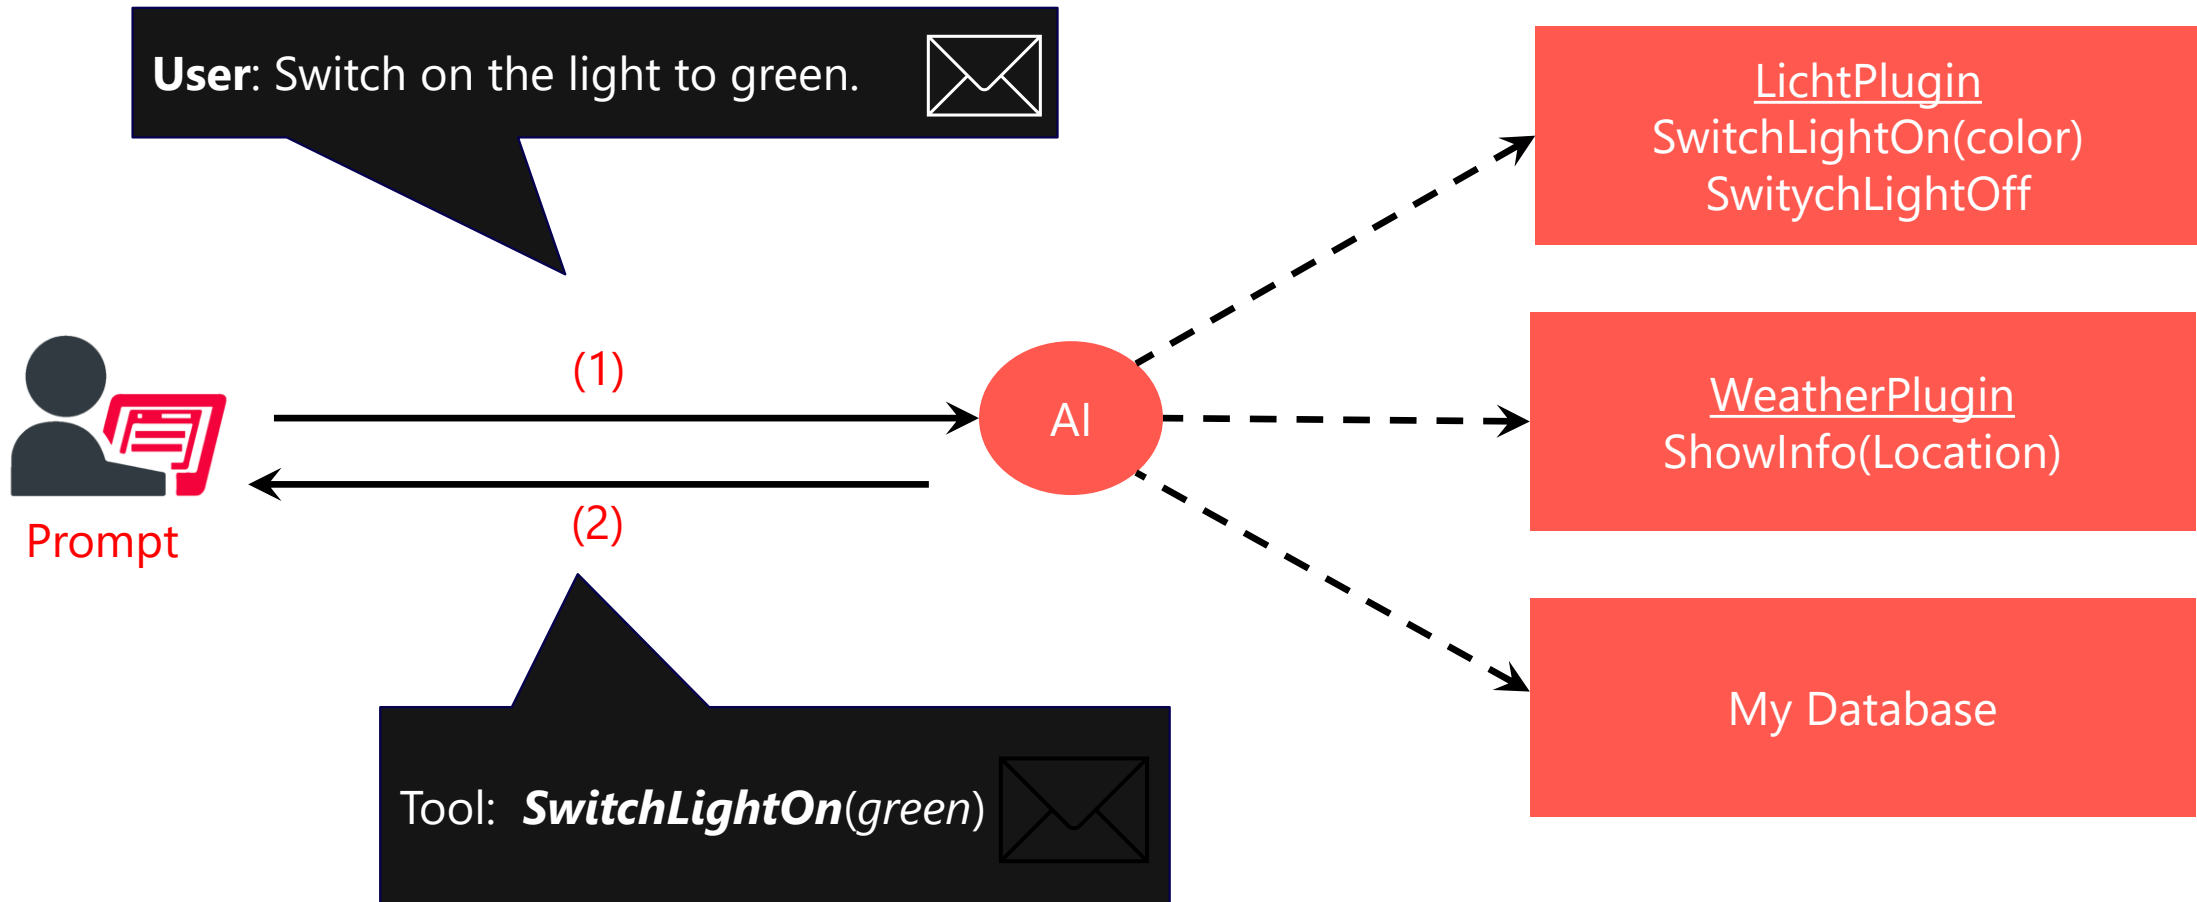 User: Switch on the light to green.
LichtPlugin
SwitchLightOn(color)
SwitychLightOff
(1)
AI
WeatherPlugin
ShowInfo(Location)
(2)
Prompt
My Database
Tool: SwitchLightOn(green)